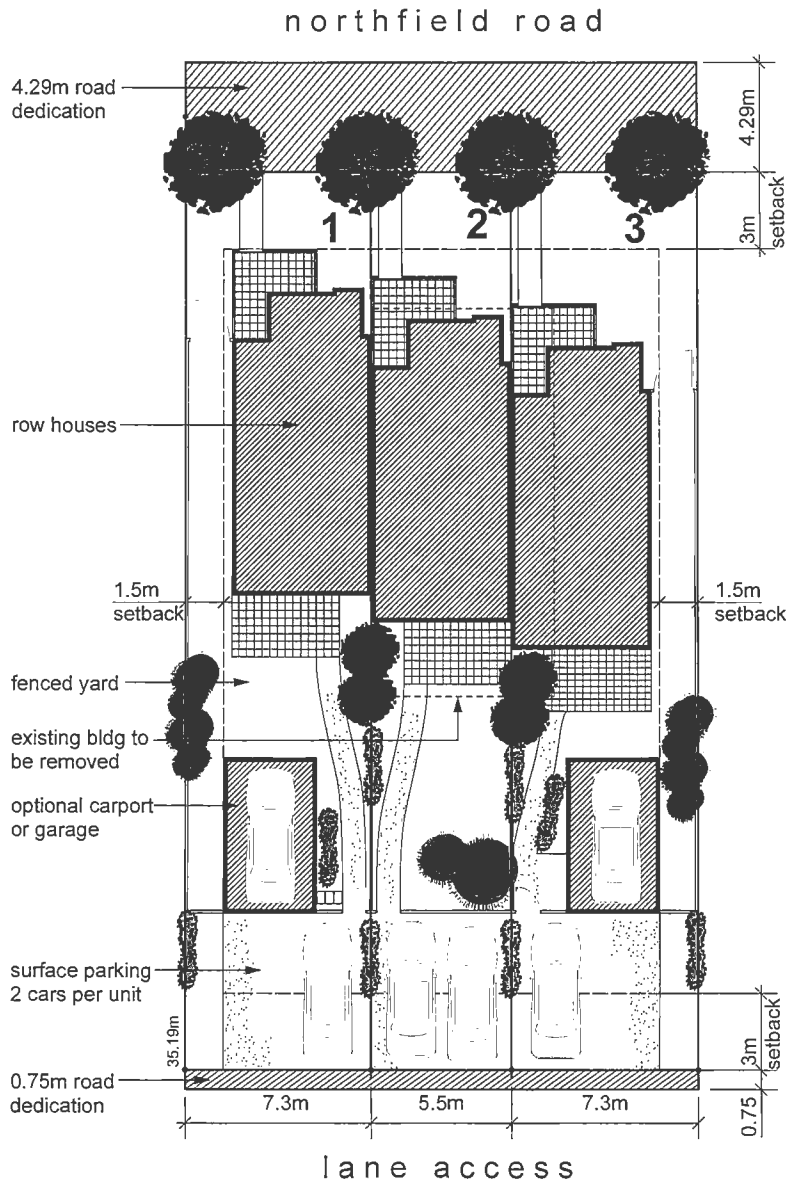 northfield road
4.29m road
dedication
4.29m
3m
setback
1
2
3
row houses
1.5m
setback
1.5m
setback
fenced yard
existing bldg to
be removed
optional carport
or garage
surface parking
2 cars per unit
35.19m
3m
setback
0.75m road
dedication
7.3m
5.5m
7.3m
0.75
lane access